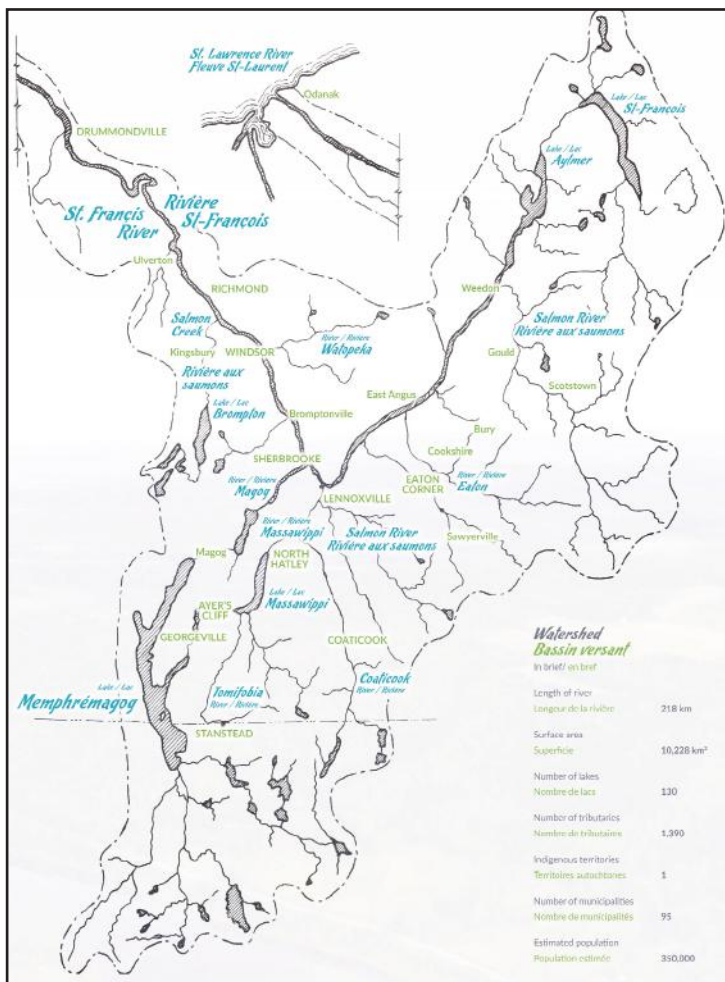 St. Lawrence River
Fleuve St-Laurent
Odanak
Lake / Lac
St-François
DRUMMONDVILLE
Lake / Lac
Aylmer
St. Francis
River
Rivière
St-François
Ulverton
RICHMOND
Weedon
Salmon
Creek
Salmon River
Rivière aux saumons
River / Rivière
Watopeka
Kingsbury
WINDSOR
Gould
Rivière aux
saumons
Scotstown
East Angus
Lake / Lac
Brompton
Bromptonville
Bury
Cookshire
SHERBROOKE
River / Rivière
Magog
EATON
CORNER
River / Rivière
Eaton
LENNOXVILLE
River / Rivière
Massawippi
Salmon River
Rivière aux saumons
Sawyerville
Magog
NORTH
HATLEY
Lake / Lac
Massawippi
AYER'S
CLIFF
GEORGEVILLE
COATICOOK
Lake / Lac
Memphrémagog
Tomifobia
River / Rivière
Coaticook
River / Rivière
STANSTEAD
Watershed
Bassin versant
In brief/ en bref
Length of river
Longeur de la rivière 218 km
Surface area
Superficie 10,228 km²
Number of lakes
Nombre de lacs 130
Number of tributaries
Nombre de tributaires 1,390
Indigenous territories
Territoires autochtones 1
Number of municipalities
Nombre de municipalités 95
Estimated population
Population estimée 350,000